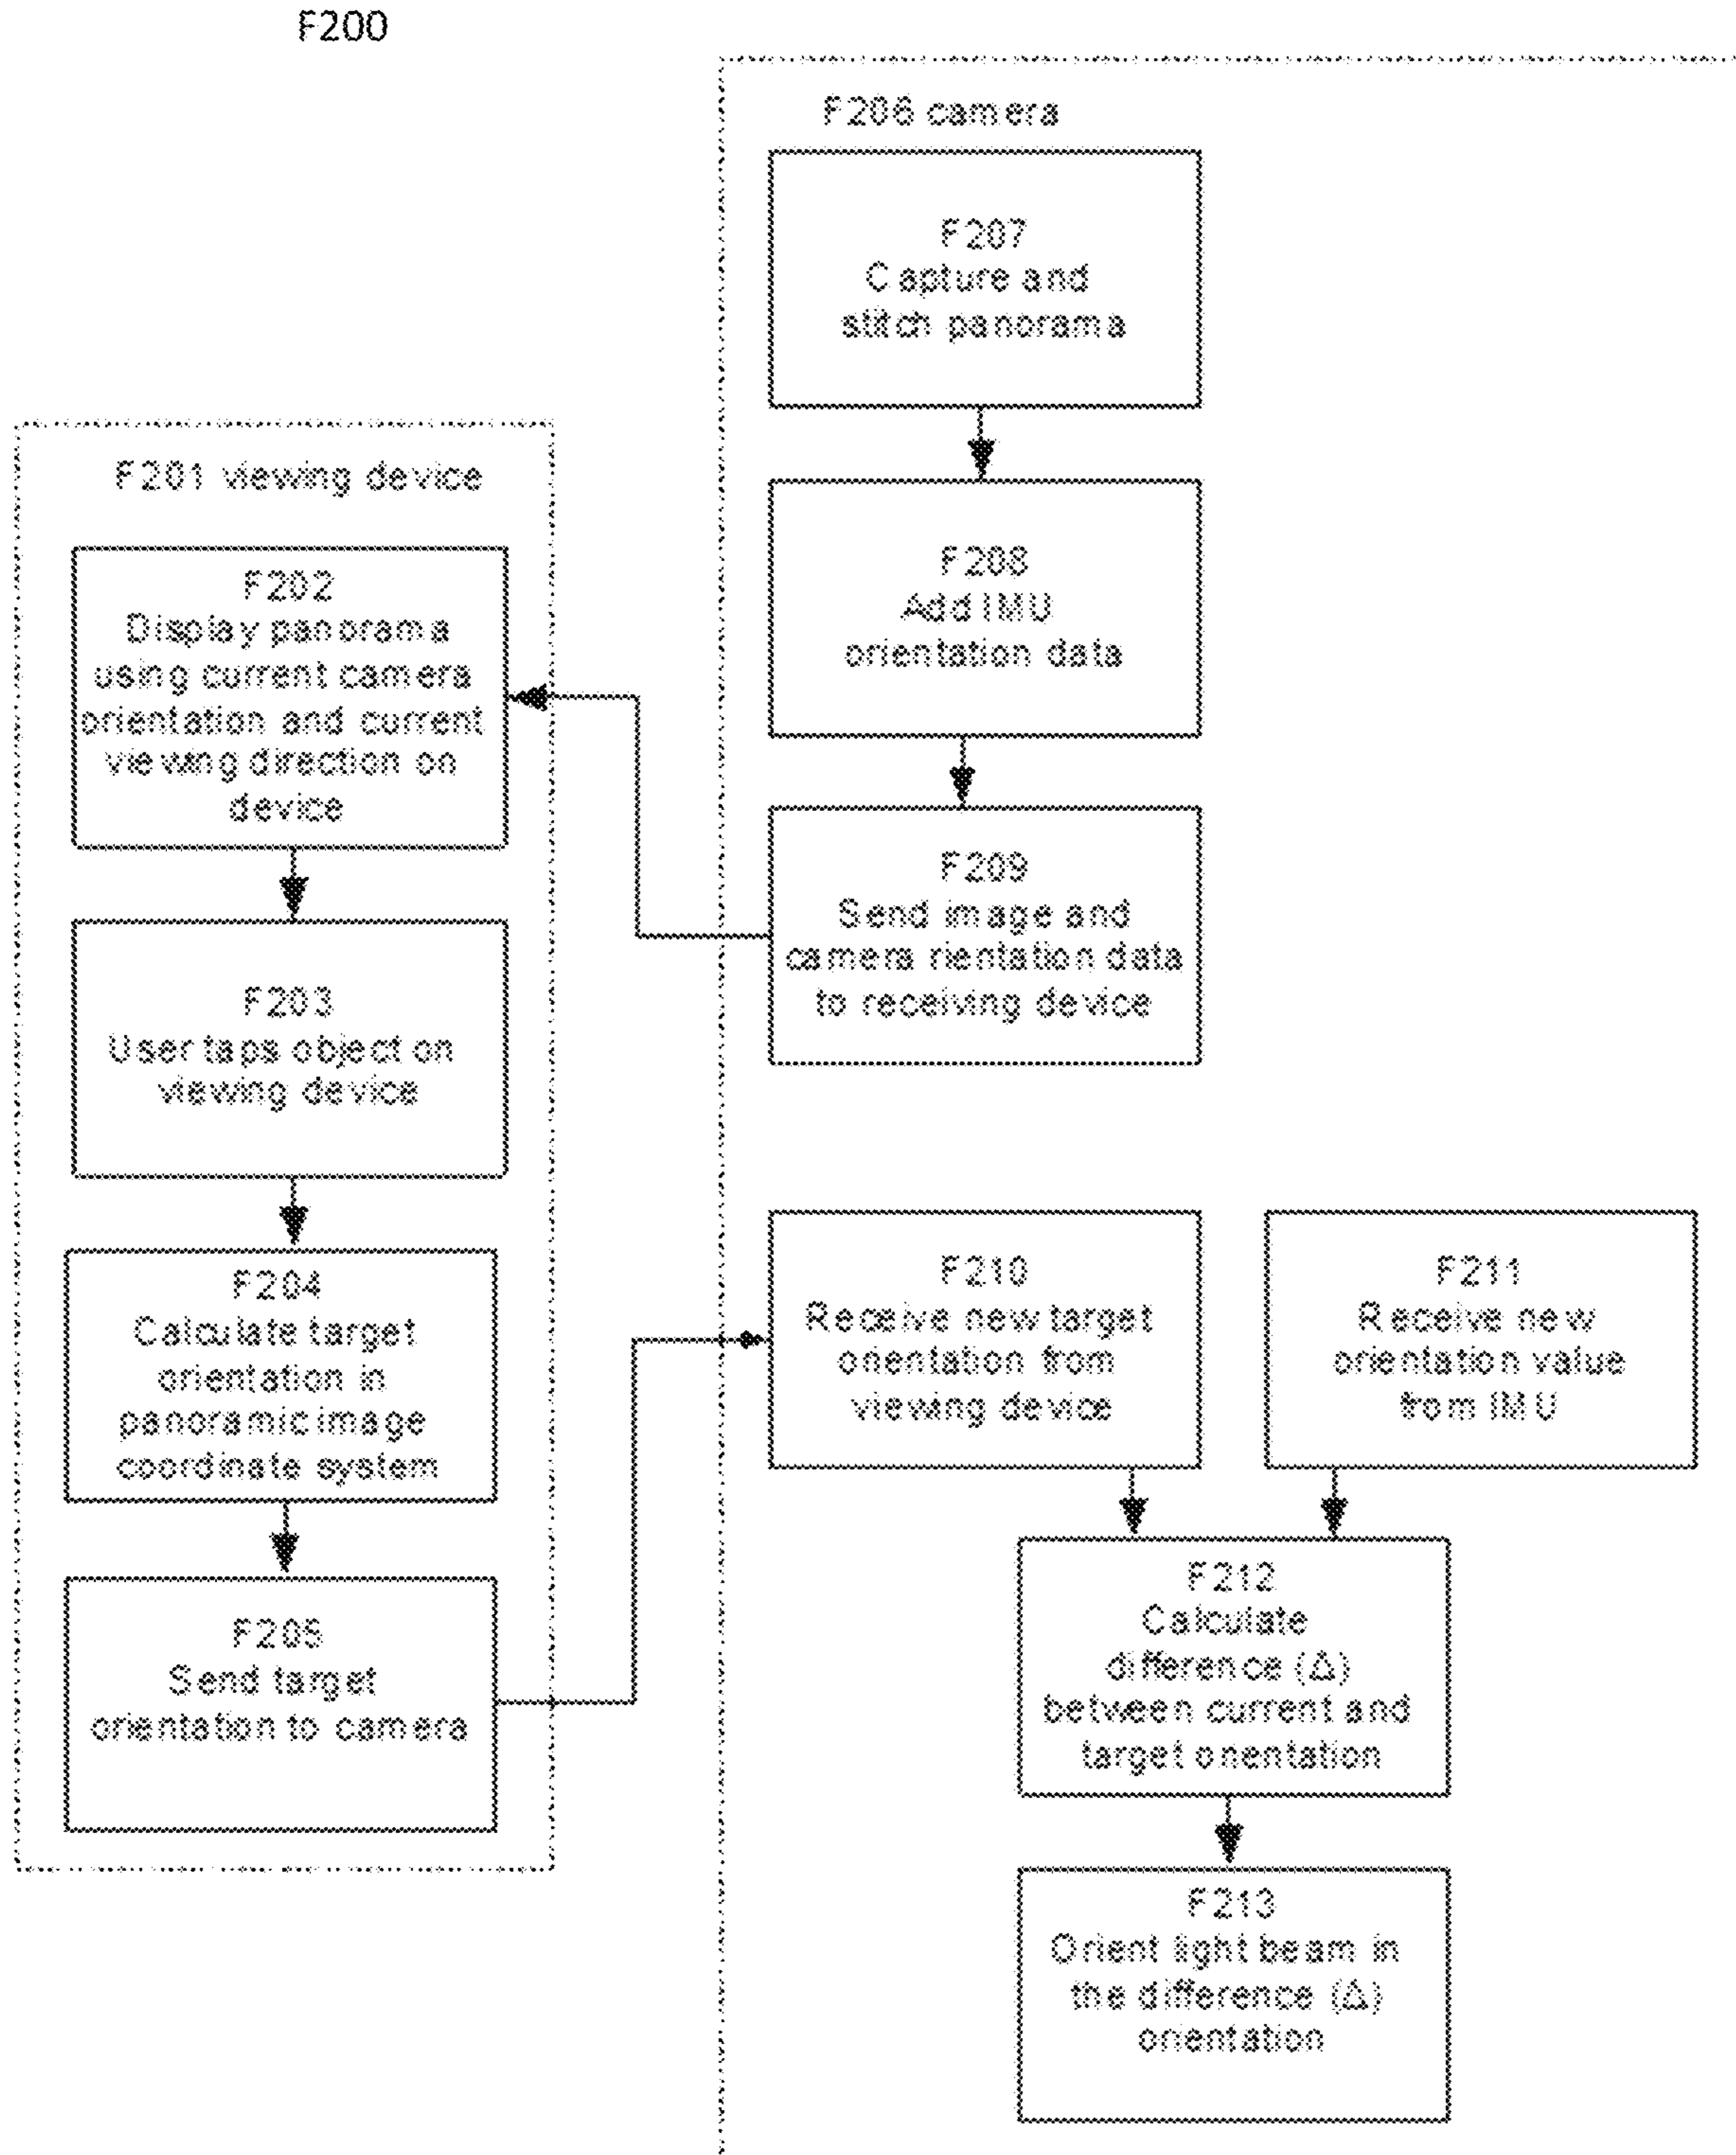 F200
F206 camera
F207
Capture and
stitch panorama
F208
Add IMU
orientation data
F209
Send image and
camera rientation data
to receiving device
F201 viewing device
F202
Display panorama
using current camera
orientation and current
viewing direction on
device
F203
User taps object on
viewing device
F204
Calculate target
orientation in
panoramic image
coordinate system
F205
Send target
orientation to camera
F210
Receive new target
orientation from
viewing device
F211
Receive new
orientation value
from IMU
F212
Calculate
difference (Δ)
between current and
target orientation
F213
Orient light beam in
the difference (Δ)
orientation